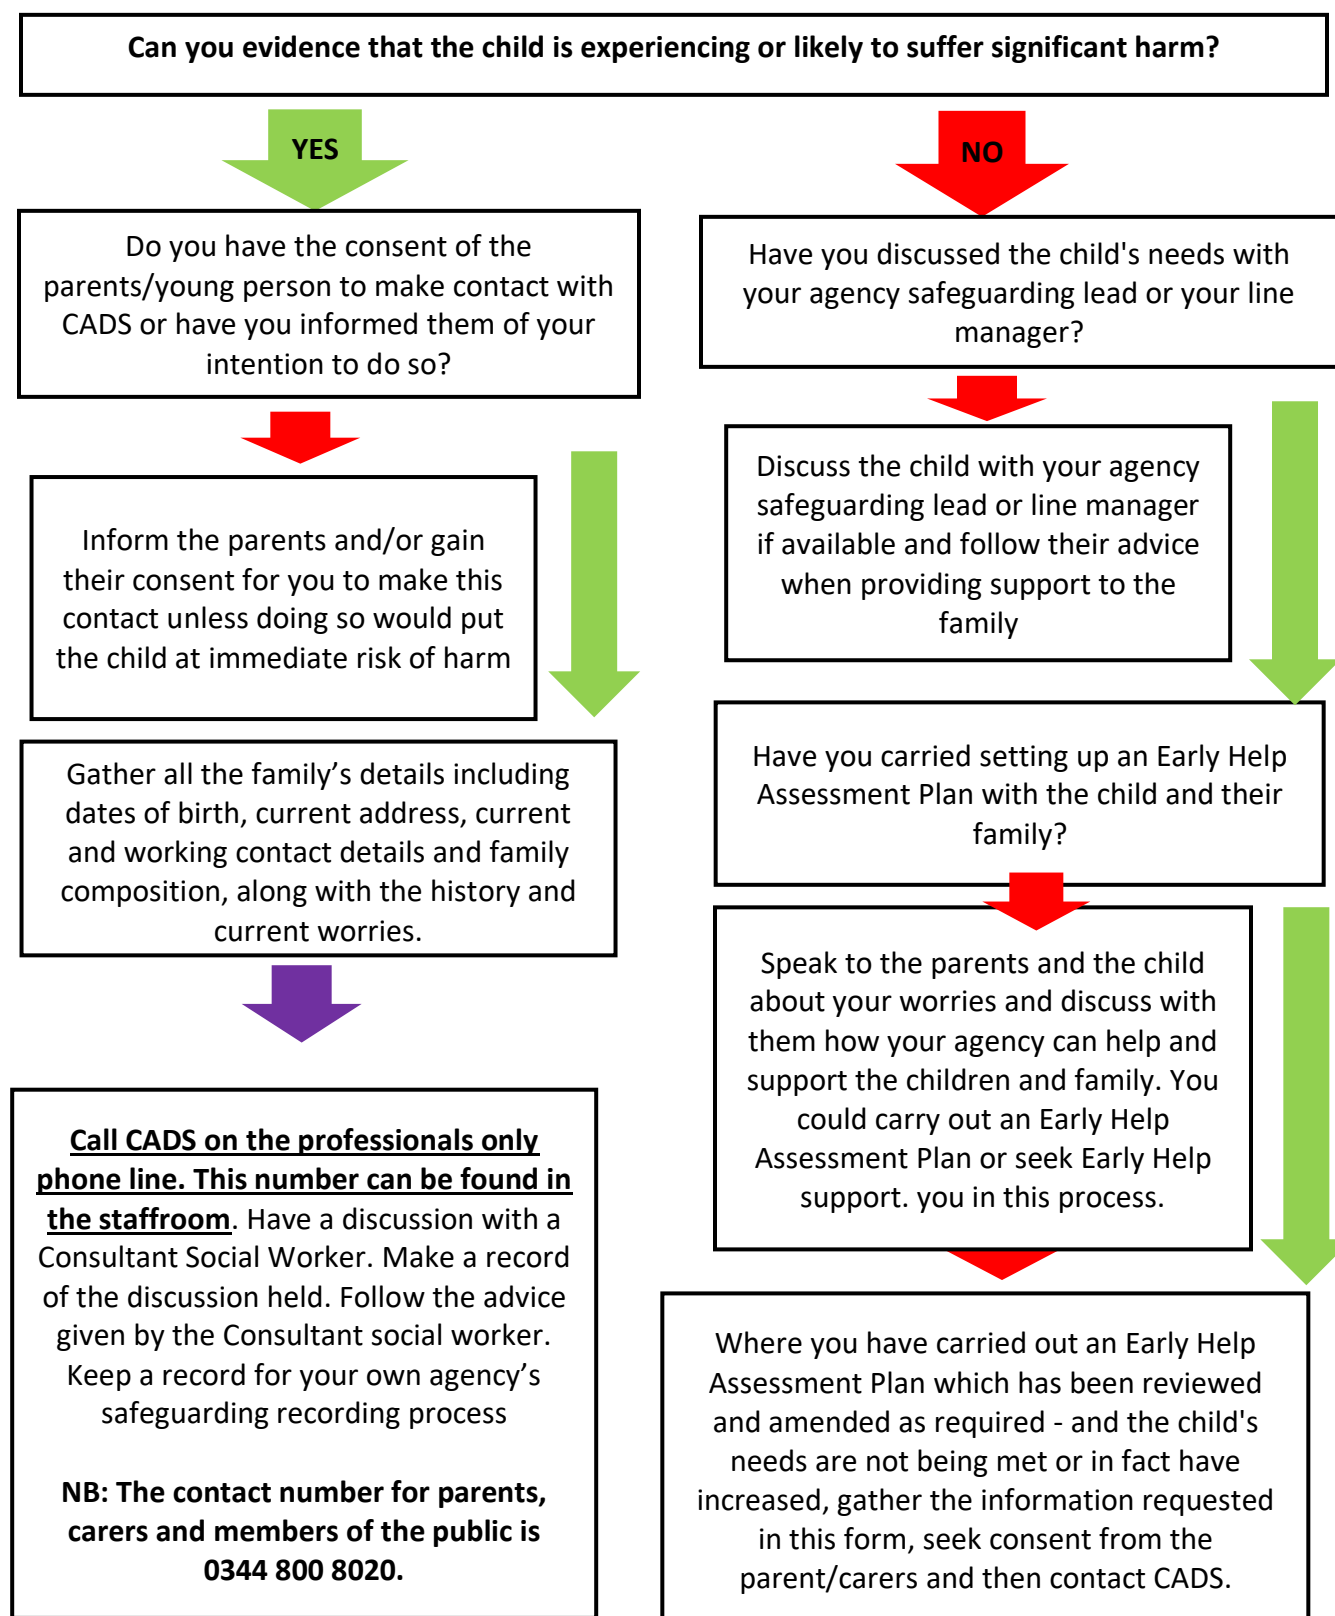 Can you evidence that the child is experiencing or likely to suffer significant harm?
YES
NO
Do you have the consent of the
parents/young person to make contact with
CADS or have you informed them of your
intention to do so?
Inform the parents and/or gain
their consent for you to make this
contact unless doing so would put
the child at immediate risk of harm
Gather all the family’s details including
dates of birth, current address, current
and working contact details and family
composition, along with the history and
current worries.
Call CADS on the professionals only
phone line. This number can be found in
the staffroom. Have a discussion with a
Consultant Social Worker. Make a record
of the discussion held. Follow the advice
given by the Consultant social worker.
Keep a record for your own agency’s
safeguarding recording process
NB: The contact number for parents,
carers and members of the public is
0344 800 8020.
Have you discussed the child's needs with
your agency safeguarding lead or your line
manager?
Discuss the child with your agency
safeguarding lead or line manager
if available and follow their advice
when providing support to the
family
Have you carried setting up an Early Help
Assessment Plan with the child and their
family?
Speak to the parents and the child
about your worries and discuss with
them how your agency can help and
support the children and family. You
could carry out an Early Help
Assessment Plan or seek Early Help
support. you in this process.
Where you have carried out an Early Help
Assessment Plan which has been reviewed
and amended as required - and the child's
needs are not being met or in fact have
increased, gather the information requested
in this form, seek consent from the
parent/carers and then contact CADS.